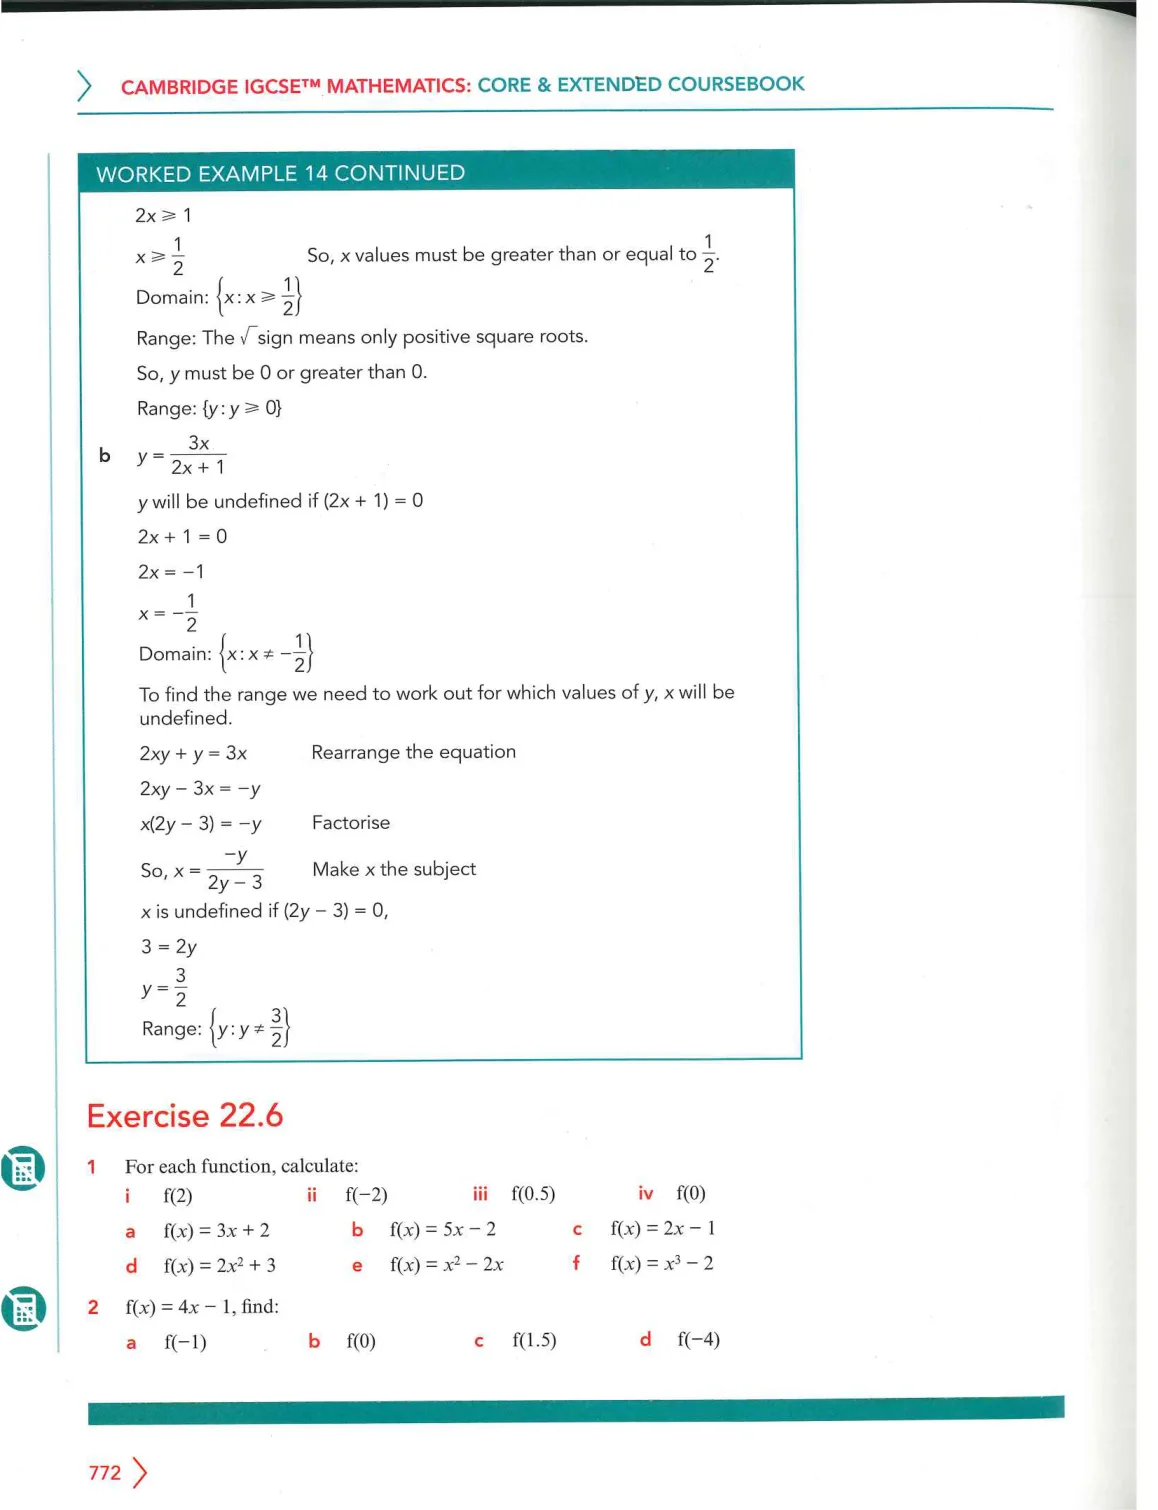 CAMBRIDGE IGCSE™ MATHEMATICS: CORE & EXTENDED COURSEBOOK
WORKED EXAMPLE 14 CONTINUED
2x ⩾ 1
x ⩾ 1/2 So, x values must be greater than or equal to 1/2.
Domain: {x : x ⩾ 1/2}
Range: The √ sign means only positive square roots.
So, y must be 0 or greater than 0.
Range: {y : y ⩾ 0}
b y = 3x/(2x + 1)
y will be undefined if (2x + 1) = 0
2x + 1 = 0
2x = −1
x = −1/2
Domain: {x : x ≠ −1/2}
To find the range we need to work out for which values of y, x will be
undefined.
2xy + y = 3x Rearrange the equation
2xy − 3x = −y
x(2y − 3) = −y Factorise
So, x = −y/(2y − 3) Make x the subject
x is undefined if (2y − 3) = 0,
3 = 2y
y = 3/2
Range: {y : y ≠ 3/2}
Exercise 22.6
1 For each function, calculate:
i f(2) ii f(−2) iii f(0.5) iv f(0)
a f(x) = 3x + 2 b f(x) = 5x − 2 c f(x) = 2x − 1
d f(x) = 2x² + 3 e f(x) = x² − 2x f f(x) = x³ − 2
2 f(x) = 4x − 1, find:
a f(−1) b f(0) c f(1.5) d f(−4)
772